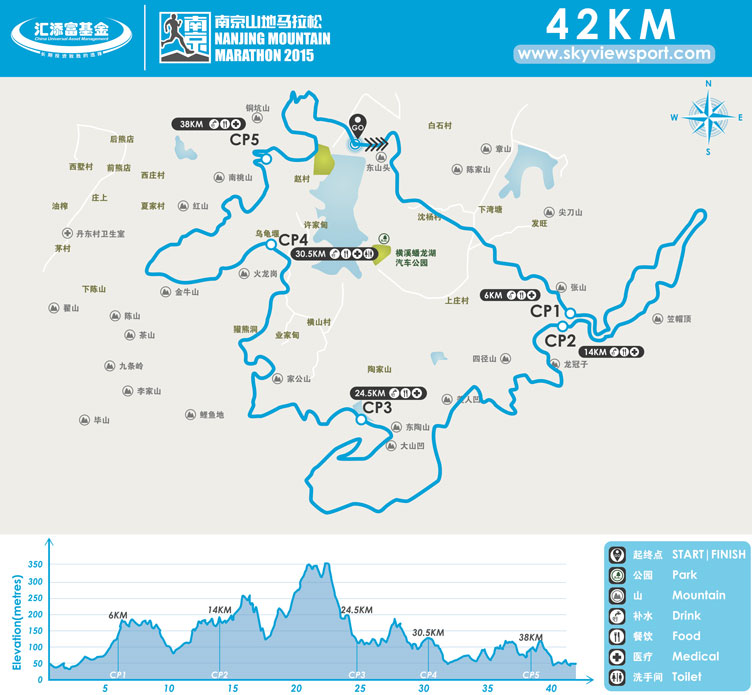 汇添富基金
China Universal Asset Management
南京
南京山地马拉松
NANJING MOUNTAIN
MARATHON 2015
42KM
www.skyviewsport.com
N
W E
S
铜坑山
38KM
CP5
GO
白石村
后熊店
西墅村
前熊店
西庄村
南桃山
赵村
东山头
章山
陈家山
庄上
油榨
夏家村
红山
许家甸
沈杨村
下湾塘
尖刀山
发旺
丹东村卫生室
茅村
乌龟堰
CP4
30.5KM
横溪蟠龙湖
汽车公园
火龙岗
下陈山
金牛山
上庄村
张山
6KM
CP1
翟山
陈山
茶山
獾熊洞
横山村
业家甸
CP2
14KM
笠帽顶
九条岭
家公山
陶家山
四径山
龙冠子
李家山
24.5KM
CP3
人凹
毕山
鲤鱼地
东陶山
大山凹
Elevation(metres)
350
300
250
200
150
100
50
0
6KM
14KM
24.5KM
30.5KM
38KM
CP1
CP2
CP3
CP4
CP5
5 10 15 20 25 30 35 40
起终点 START|FINISH
公园 Park
山 Mountain
补水 Drink
餐饮 Food
医疗 Medical
洗手间 Toilet